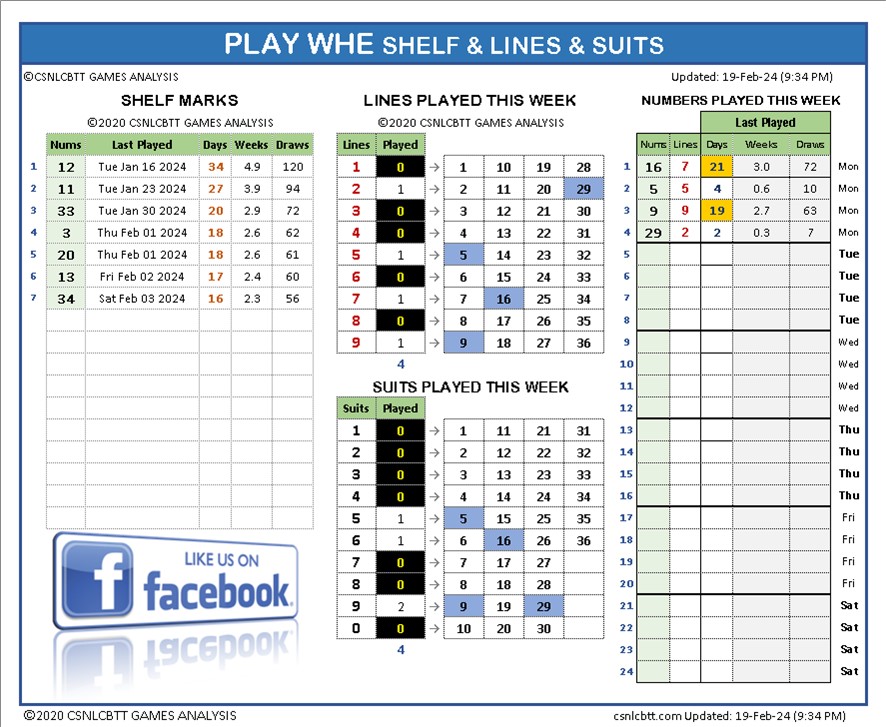 PLAY WHE SHELF & LINES & SUITS
©CSNLCBTT GAMES ANALYSIS
Updated: 19-Feb-24 (9:34 PM)
SHELF MARKS
©2020 CSNLCBTT GAMES ANALYSIS
Nums Last Played Days Weeks Draws
1 12 Tue Jan 16 2024 34 4.9 120
2 11 Tue Jan 23 2024 27 3.9 94
3 33 Tue Jan 30 2024 20 2.9 72
4 3 Thu Feb 01 2024 18 2.6 62
5 20 Thu Feb 01 2024 18 2.6 61
6 13 Fri Feb 02 2024 17 2.4 60
7 34 Sat Feb 03 2024 16 2.3 56
LIKE US ON
f facebook
LINES PLAYED THIS WEEK
©2020 CSNLCBTT GAMES ANALYSIS
Lines Played
1 0 → 1 10 19 28
2 1 → 2 11 20 29
3 0 → 3 12 21 30
4 0 → 4 13 22 31
5 1 → 5 14 23 32
6 0 → 6 15 24 33
7 1 → 7 16 25 34
8 0 → 8 17 26 35
9 1 → 9 18 27 36
4
SUITS PLAYED THIS WEEK
Suits Played
1 0 → 1 11 21 31
2 0 → 2 12 22 32
3 0 → 3 13 23 33
4 0 → 4 14 24 34
5 1 → 5 15 25 35
6 1 → 6 16 26 36
7 0 → 7 17 27
8 0 → 8 18 28
9 2 → 9 19 29
0 0 → 10 20 30
4
NUMBERS PLAYED THIS WEEK
Last Played
Nums Lines Days Weeks Draws
1 16 7 21 3.0 72 Mon
2 5 5 4 0.6 10 Mon
3 9 9 19 2.7 63 Mon
4 29 2 2 0.3 7 Mon
5 Tue
6 Tue
7 Tue
8 Tue
9 Wed
10 Wed
11 Wed
12 Wed
13 Thu
14 Thu
15 Thu
16 Thu
17 Fri
18 Fri
19 Fri
20 Fri
21 Sat
22 Sat
23 Sat
24 Sat
©2020 CSNLCBTT GAMES ANALYSIS
csnlcbtt.com Updated: 19-Feb-24 (9:34 PM)